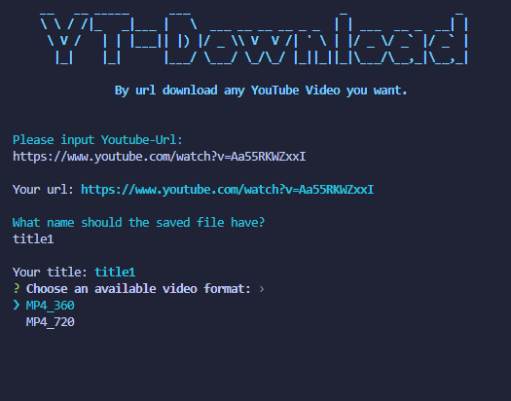 YT-Download
By url download any YouTube Video you want.
Please input Youtube-Url:
https://www.youtube.com/watch?v=Aa55RKWZxxI
Your url: https://www.youtube.com/watch?v=Aa55RKWZxxI
What name should the saved file have?
title1
Your title: title1
? Choose an available video format: ›
❯ MP4_360
MP4_720